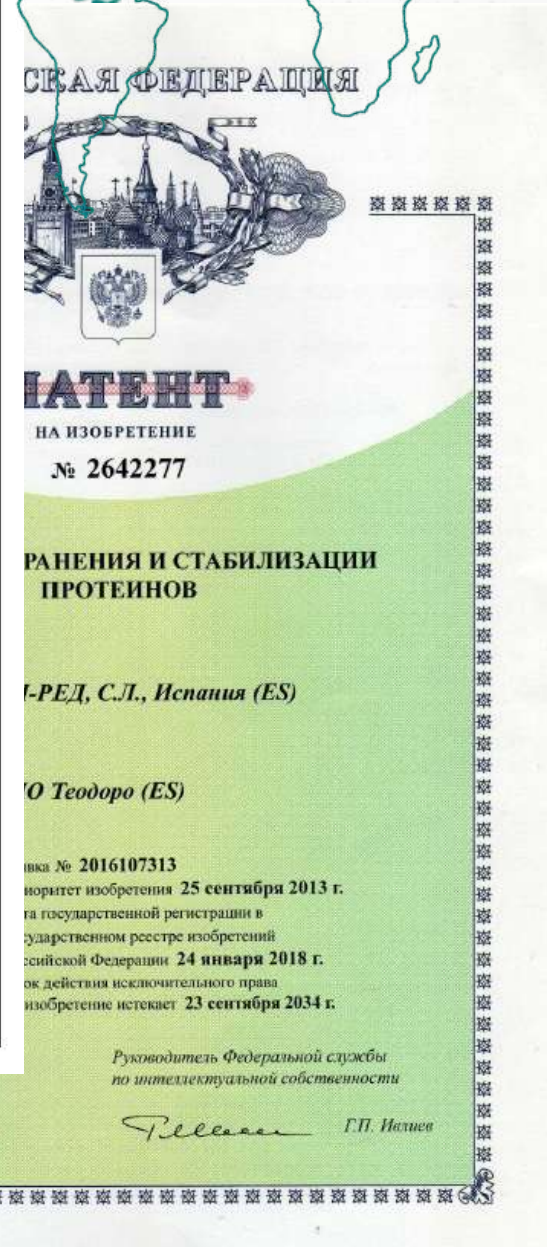 СКАЯ ФЕДЕРАЦИЯ
ПАТЕНТ
НА ИЗОБРЕТЕНИЕ
№ 2642277
РАНЕНИЯ И СТАБИЛИЗАЦИИ
ПРОТЕИНОВ
-РЕД, С.Л., Испания (ES)
Ю Теодоро (ES)
явка № 2016107313
иоритет изобретения 25 сентября 2013 г.
та государственной регистрации в
сударственном реестре изобретений
ссийской Федерации 24 января 2018 г.
ок действия исключительного права
изобретение истекает 23 сентября 2034 г.
Руководитель Федеральной службы
по интеллектуальной собственности
Г.П. Ивлиев